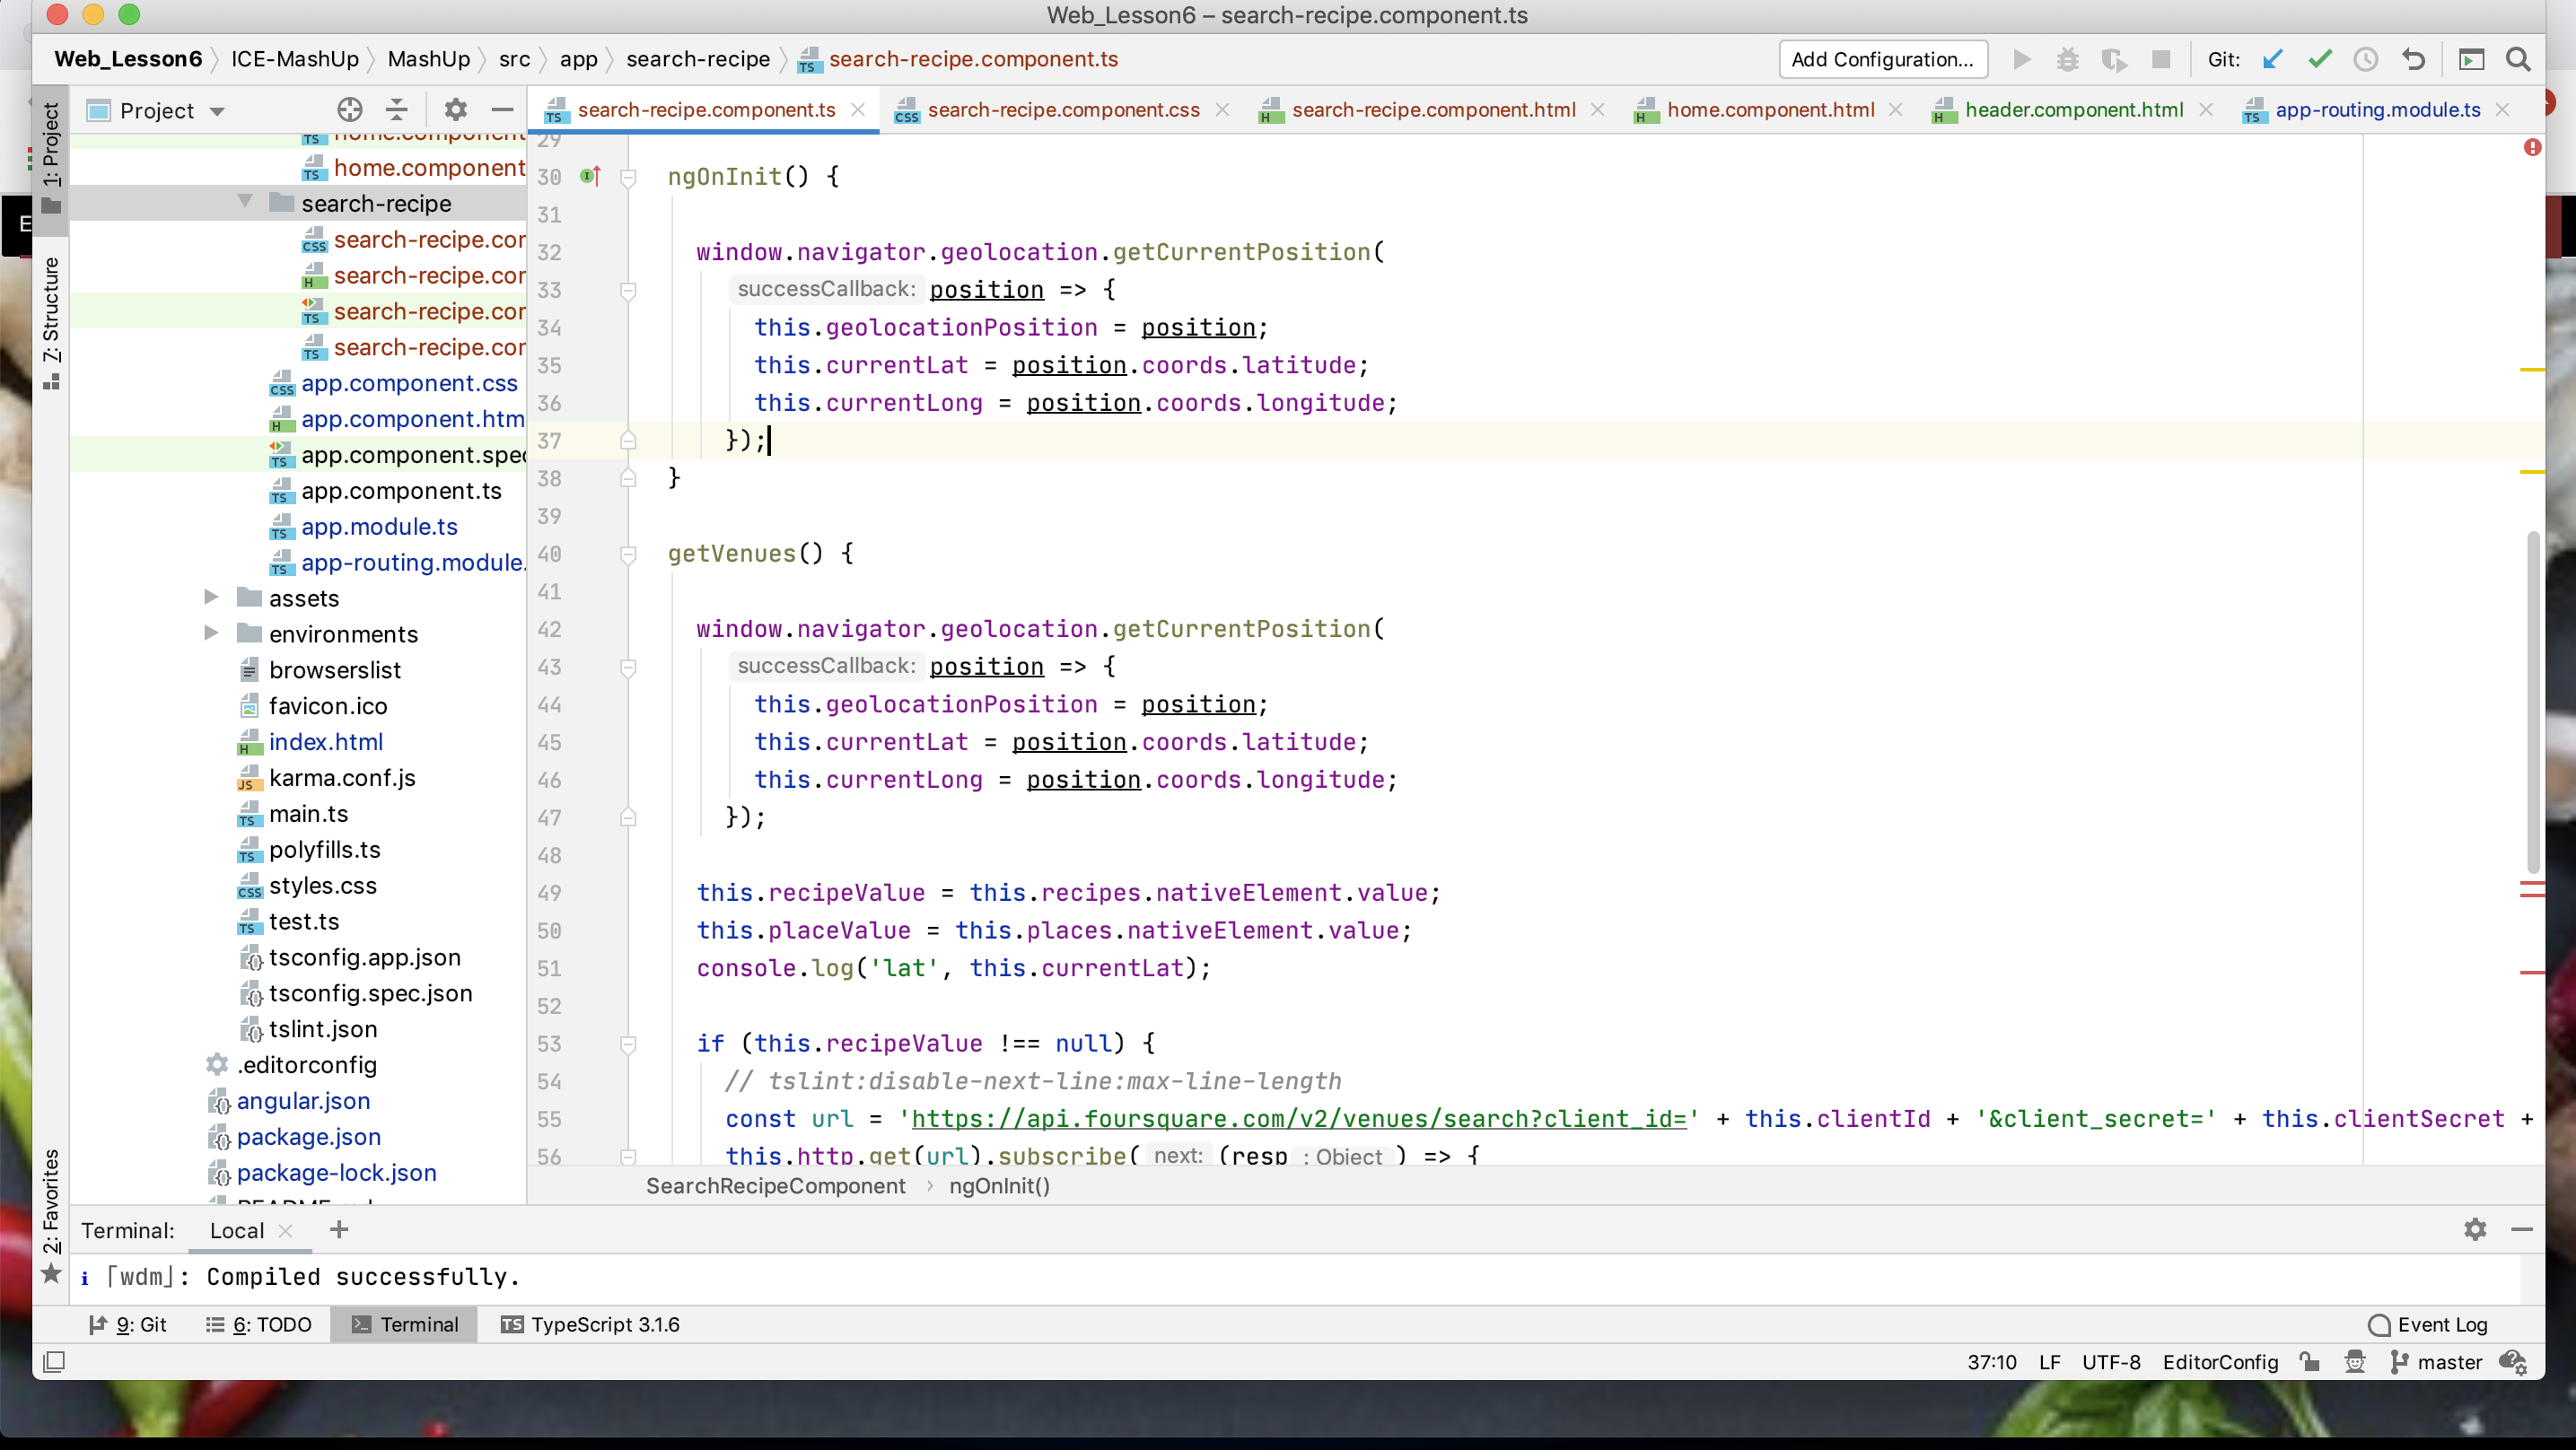 Web_Lesson6 – search-recipe.component.ts
Web_Lesson6 ICE-MashUp MashUp src app search-recipe search-recipe.component.ts
Add Configuration... Git:
1: Project
Z: Structure
2: Favorites
Project
search-recipe.component.ts search-recipe.component.css search-recipe.component.html home.component.html header.component.html app-routing.module.ts
home.component
home.component
search-recipe
search-recipe.cor
search-recipe.cor
search-recipe.cor
search-recipe.cor
app.component.css
app.component.htm
app.component.spec
app.component.ts
app.module.ts
app-routing.module.
assets
environments
browserslist
favicon.ico
index.html
karma.conf.js
main.ts
polyfills.ts
styles.css
test.ts
tsconfig.app.json
tsconfig.spec.json
tslint.json
.editorconfig
angular.json
package.json
package-lock.json
29
30 ngOnInit() {
31
32 window.navigator.geolocation.getCurrentPosition(
33 successCallback: position => {
34 this.geolocationPosition = position;
35 this.currentLat = position.coords.latitude;
36 this.currentLong = position.coords.longitude;
37 });
38 }
39
40 getVenues() {
41
42 window.navigator.geolocation.getCurrentPosition(
43 successCallback: position => {
44 this.geolocationPosition = position;
45 this.currentLat = position.coords.latitude;
46 this.currentLong = position.coords.longitude;
47 });
48
49 this.recipeValue = this.recipes.nativeElement.value;
50 this.placeValue = this.places.nativeElement.value;
51 console.log('lat', this.currentLat);
52
53 if (this.recipeValue !== null) {
54 // tslint:disable-next-line:max-line-length
55 const url = 'https://api.foursquare.com/v2/venues/search?client_id=' + this.clientId + '&client_secret=' + this.clientSecret +
56 this.http.get(url).subscribe( next: (resp : Object ) => {
SearchRecipeComponent › ngOnInit()
Terminal: Local +
i ｢wdm｣: Compiled successfully.
9: Git 6: TODO Terminal TypeScript 3.1.6 Event Log
37:10 LF UTF-8 EditorConfig master